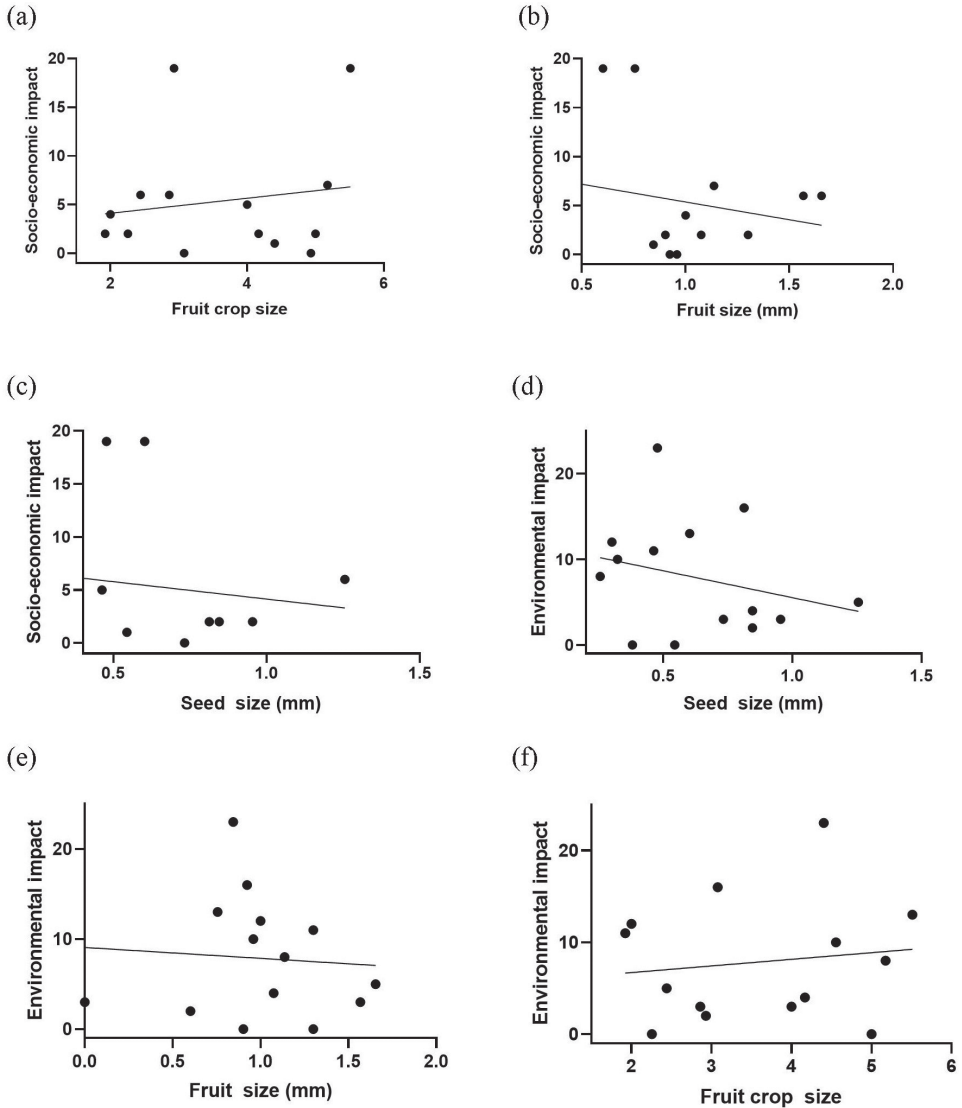 (a)
20
15
10
5
0
Socio-economic impact
2
4
6
Fruit crop size
(b)
20
15
10
5
0
Socio-economic impact
0.5
1.0
1.5
2.0
Fruit size (mm)
(c)
20
15
10
5
0
Socio-economic impact
0.5
1.0
1.5
Seed size (mm)
(d)
20
10
0
Environmental impact
0.5
1.0
1.5
Seed size (mm)
(e)
20
10
0
Environmental impact
0.0
0.5
1.0
1.5
2.0
Fruit size (mm)
(f)
20
10
0
Environmental impact
2
3
4
5
6
Fruit crop size